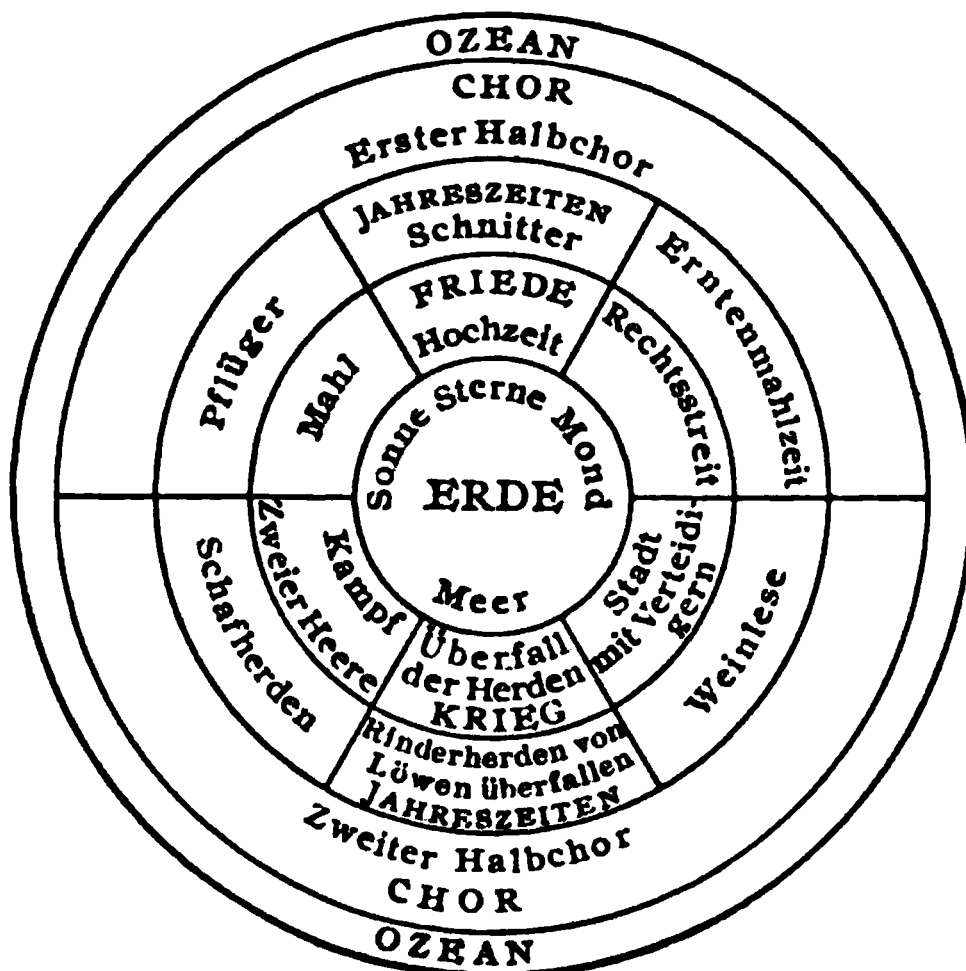 OZEAN
CHOR
Erster Halbchor
JAHRESZEITEN
Schnitter
Pflüger
Erntenmahlzeit
FRIEDE
Hochzeit
Mahl
Rechtsstreit
Sonne Sterne Mond
ERDE
Meer
Kampf
Zweier Heere
Stadt
mit Verteidi-
gern
Überfall
der Herden
KRIEG
Schafherden
Weinlese
Rinderherden von
Löwen überfallen
JAHRESZEITEN
Zweiter Halbchor
CHOR
OZEAN